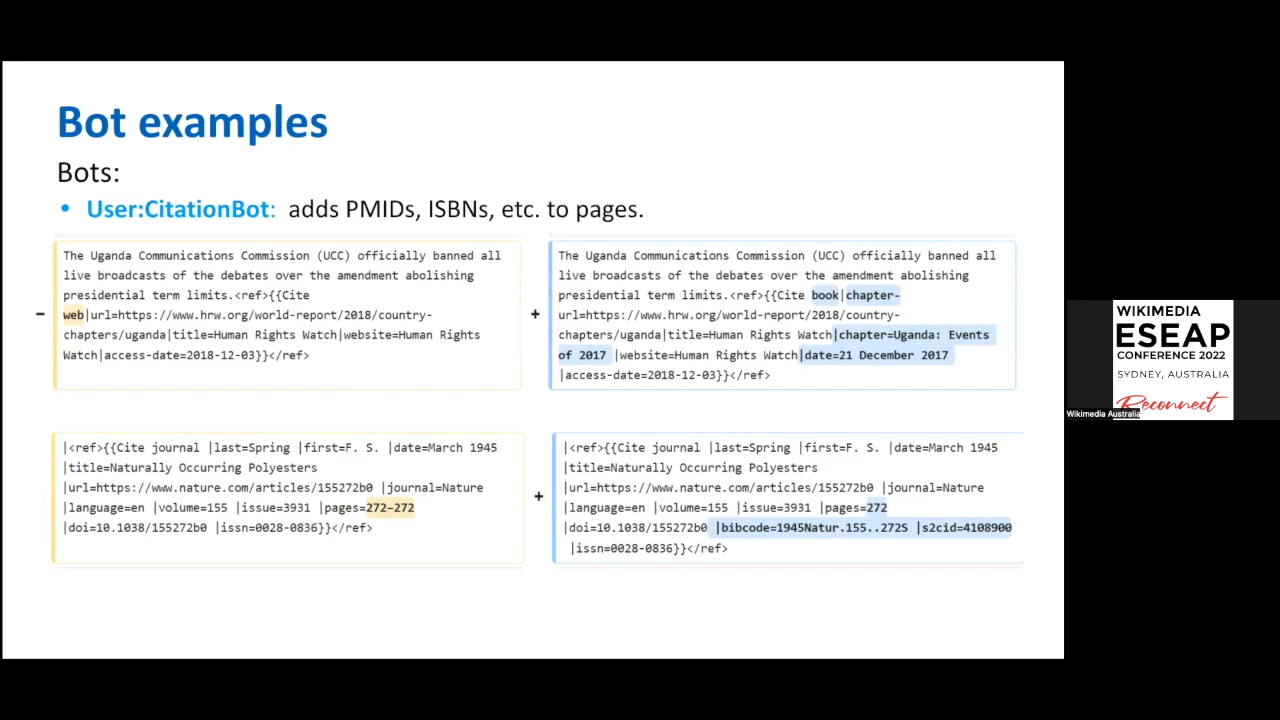 Bot examples
Bots:
• User:CitationBot: adds PMIDs, ISBNs, etc. to pages.
The Uganda Communications Commission (UCC) officially banned all
live broadcasts of the debates over the amendment abolishing
presidential term limits.<ref>{{Cite
− web|url=https://www.hrw.org/world-report/2018/country-
chapters/uganda|title=Human Rights Watch|website=Human Rights
Watch|access-date=2018-12-03}}</ref>
The Uganda Communications Commission (UCC) officially banned all
live broadcasts of the debates over the amendment abolishing
presidential term limits.<ref>{{Cite book|chapter-
+ url=https://www.hrw.org/world-report/2018/country-
chapters/uganda|title=Human Rights Watch|chapter=Uganda: Events
of 2017 |website=Human Rights Watch|date=21 December 2017
|access-date=2018-12-03}}</ref>
|<ref>{{Cite journal |last=Spring |first=F. S. |date=March 1945
|title=Naturally Occurring Polyesters
|url=https://www.nature.com/articles/155272b0 |journal=Nature
|language=en |volume=155 |issue=3931 |pages=272–272
|doi=10.1038/155272b0 |issn=0028-0836}}</ref>
|<ref>{{Cite journal |last=Spring |first=F. S. |date=March 1945
|title=Naturally Occurring Polyesters
+ |url=https://www.nature.com/articles/155272b0 |journal=Nature
|language=en |volume=155 |issue=3931 |pages=272
|doi=10.1038/155272b0 |bibcode=1945Natur.155..272S |s2cid=4108900
|issn=0028-0836}}</ref>
WIKIMEDIA
ESEAP
CONFERENCE 2022
SYDNEY, AUSTRALIA
Reconnect
Wikimedia Australia